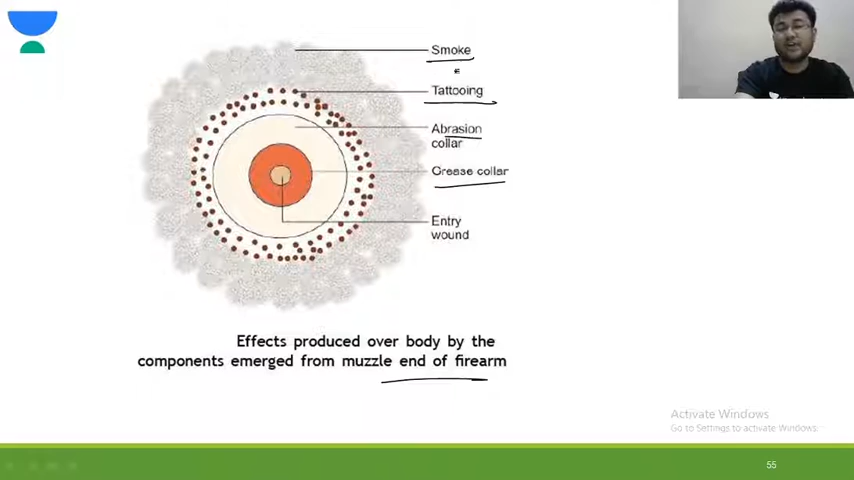 Smoke
Tattooing
Abrasion
collar
Grease collar
Entry
wound
Effects produced over body by the
components emerged from muzzle end of firearm
Activate Windows
Go to Settings to activate Windows.
55